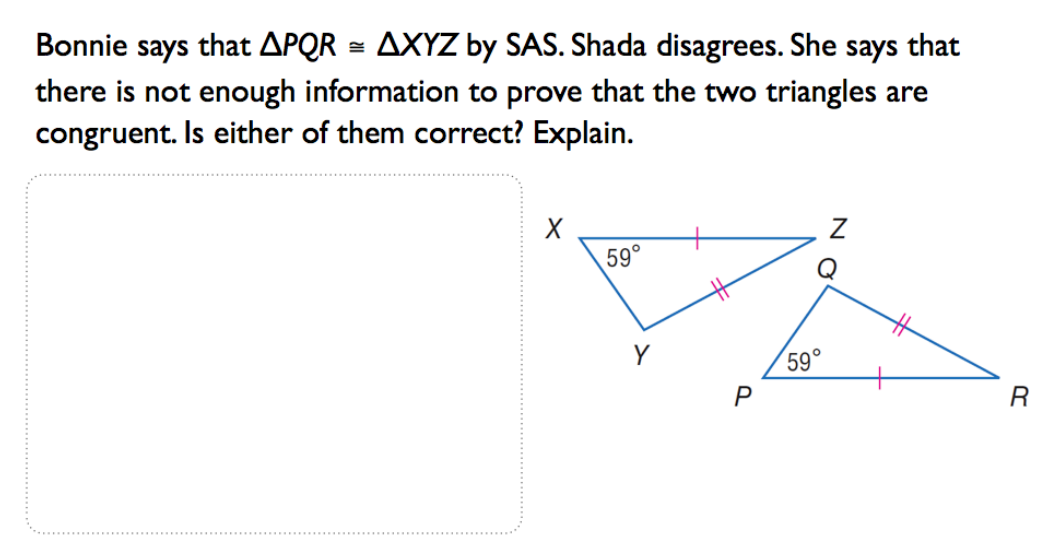 Bonnie says that ΔPQR ≅ ΔXYZ by SAS. Shada disagrees. She says that
there is not enough information to prove that the two triangles are
congruent. Is either of them correct? Explain.
X
Z
59°
Q
Y
59°
P
R